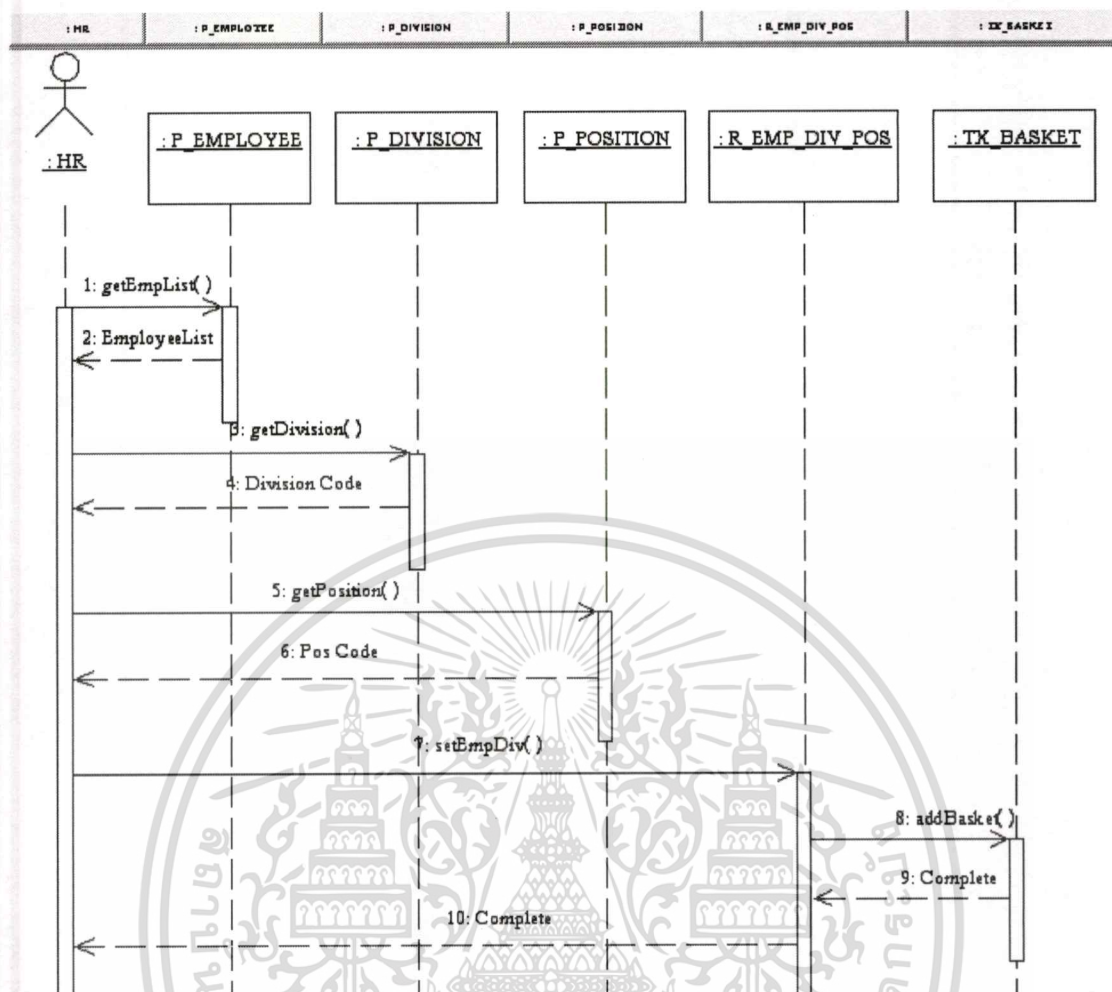 : HR
: P_EMPLOYEE
: P_DIVISION
: P_POSITION
: R_EMP_DIV_POS
: TX_BASKET
: HR
: P_EMPLOYEE
: P_DIVISION
: P_POSITION
: R_EMP_DIV_POS
: TX_BASKET
1: getEmpList( )
2: EmployeeList
3: getDivision( )
4: Division Code
5: getPosition( )
6: Pos Code
7: setEmpDiv( )
8: addBasket( )
9: Complete
10: Complete